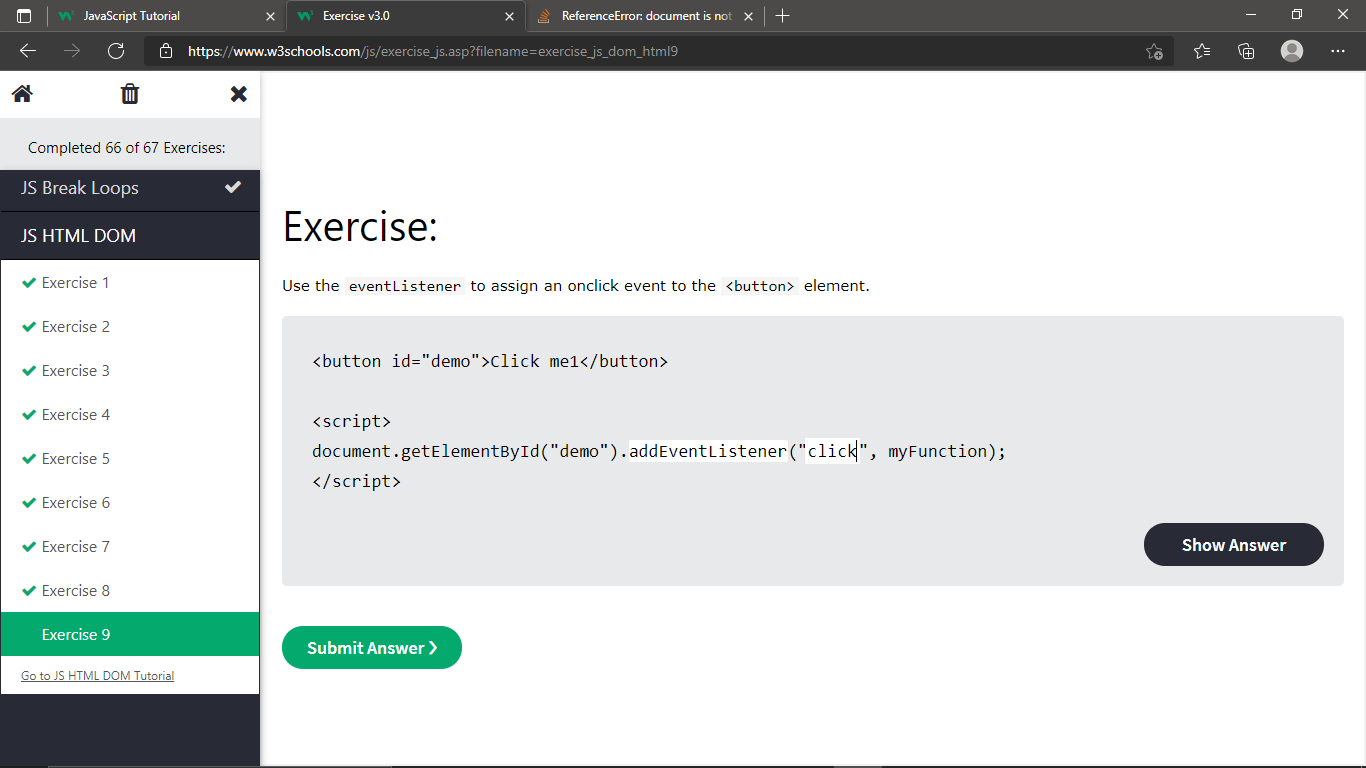 JavaScript Tutorial
Exercise v3.0
ReferenceError: document is not
https://www.w3schools.com/js/exercise_js.asp?filename=exercise_js_dom_html9
Completed 66 of 67 Exercises:
JS Break Loops
JS HTML DOM
Exercise 1
Exercise 2
Exercise 3
Exercise 4
Exercise 5
Exercise 6
Exercise 7
Exercise 8
Exercise 9
Go to JS HTML DOM Tutorial
Exercise:
Use the eventListener to assign an onclick event to the <button> element.
<button id="demo">Click me1</button>
<script>
document.getElementById("demo").addEventListener("click", myFunction);
</script>
Show Answer
Submit Answer ❯